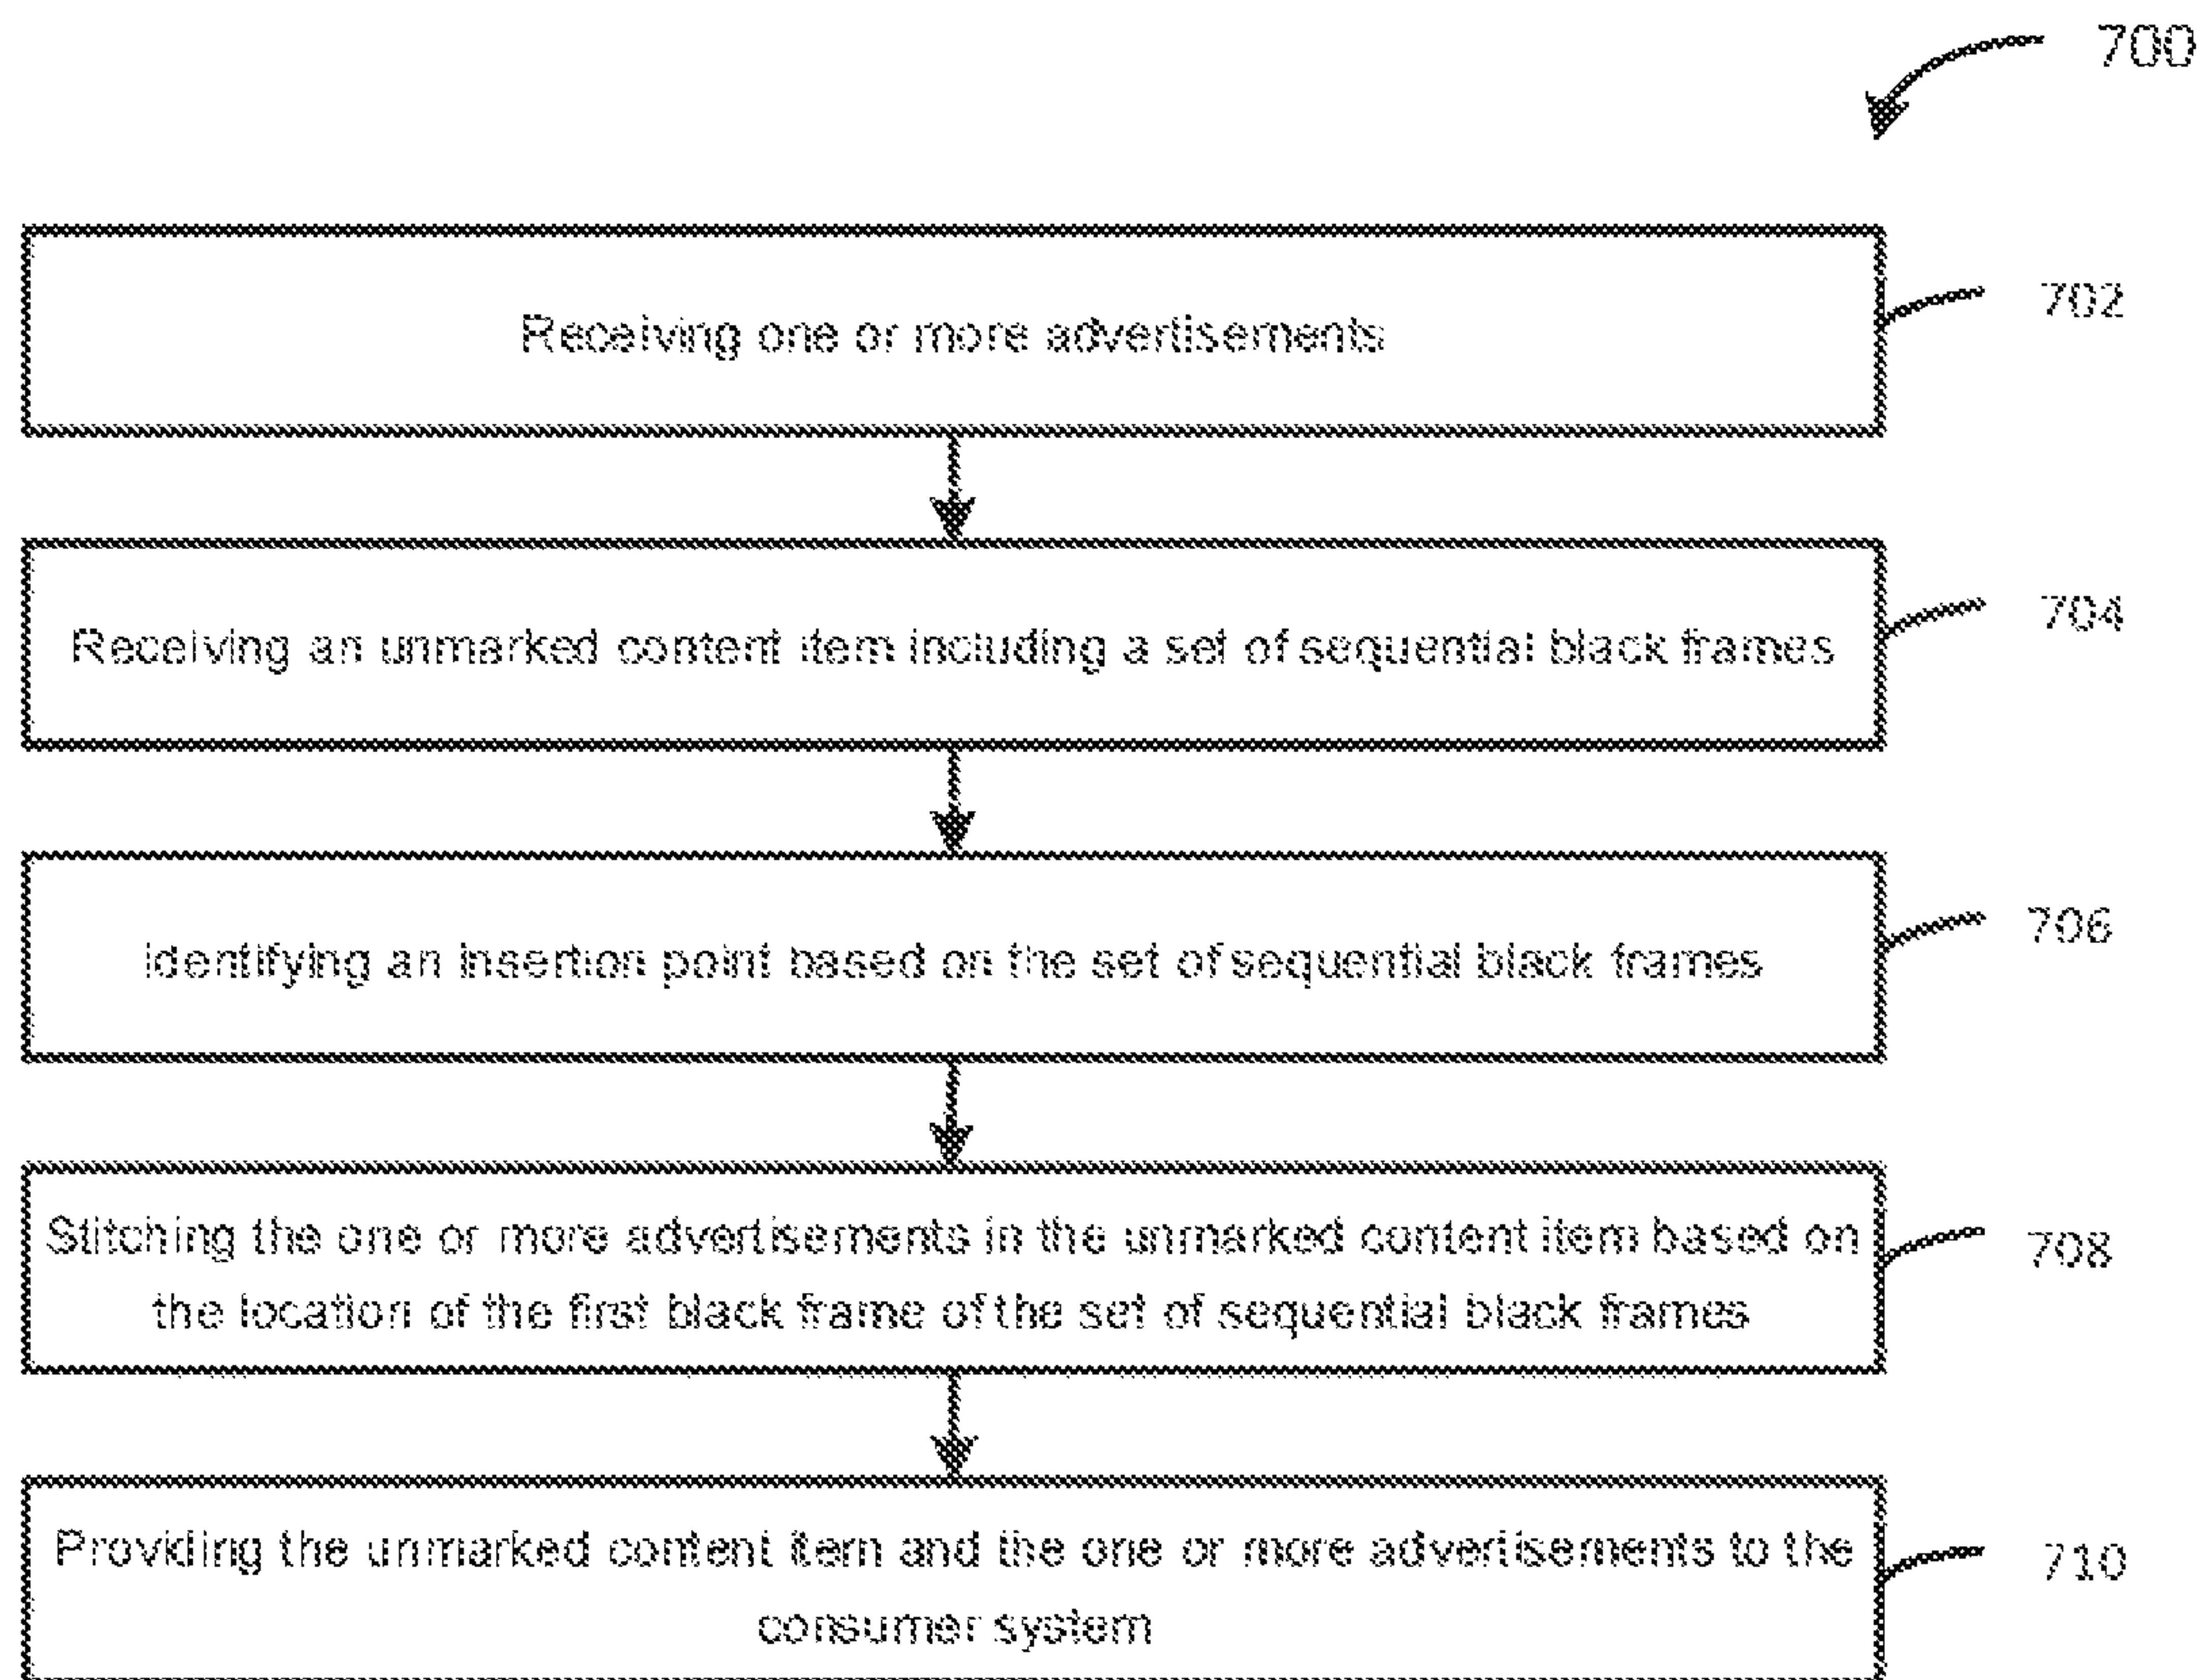 700
Receiving one or more advertisements
702
Receiving an unmarked content item including a set of sequential black frames
704
Identifying an insertion point based on the set of sequential black frames
706
Stitching the one or more advertisements in the unmarked content item based on
the location of the first black frame of the set of sequential black frames
708
Providing the unmarked content item and the one or more advertisements to the
consumer system
710